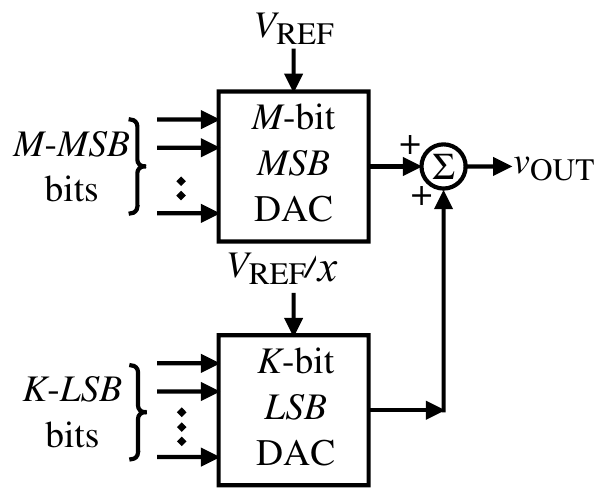 VREF
M-MSB
bits
M-bit
MSB
DAC
+
Σ
+
vOUT
VREF/x
K-LSB
bits
K-bit
LSB
DAC